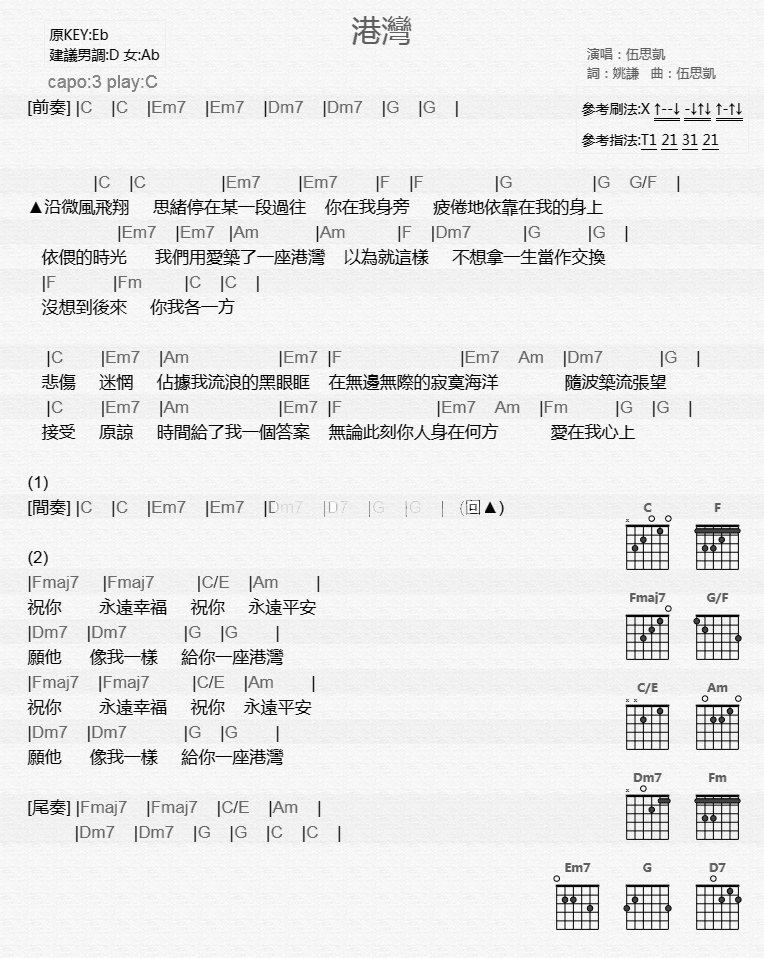 港灣
原KEY:Eb
建議男調:D 女:Ab
演唱：伍思凱
詞：姚謙 曲：伍思凱
capo:3 play:C
[前奏] |C |C |Em7 |Em7 |Dm7 |Dm7 |G |G |
參考刷法:X ↑--↓ -↓↑↓ ↑-↑↓
參考指法:T1 21 31 21
|C |C |Em7 |Em7 |F |F |G |G G/F |
▲沿微風飛翔 思緒停在某一段過往 你在我身旁 疲倦地依靠在我的身上
|Em7 |Em7 |Am |Am |F |Dm7 |G |G |
依偎的時光 我們用愛築了一座港灣 以為就這樣 不想拿一生當作交換
|F |Fm |C |C |
沒想到後來 你我各一方
|C |Em7 |Am |Em7 |F |Em7 Am |Dm7 |G |
悲傷 迷惘 佔據我流浪的黑眼眶 在無邊無際的寂寞海洋 隨波築流張望
|C |Em7 |Am |Em7 |F |Em7 Am |Fm |G |G |
接受 原諒 時間給了我一個答案 無論此刻你人身在何方 愛在我心上
(1)
[間奏] |C |C |Em7 |Em7 |Dm7 |D7 |G |G | (回▲)
(2)
|Fmaj7 |Fmaj7 |C/E |Am |
祝你 永遠幸福 祝你 永遠平安
|Dm7 |Dm7 |G |G |
願他 像我一樣 給你一座港灣
|Fmaj7 |Fmaj7 |C/E |Am |
祝你 永遠幸福 祝你 永遠平安
|Dm7 |Dm7 |G |G |
願他 像我一樣 給你一座港灣
[尾奏] |Fmaj7 |Fmaj7 |C/E |Am |
|Dm7 |Dm7 |G |G |C |C |
C F
Fmaj7 G/F
C/E Am
Dm7 Fm
Em7 G D7